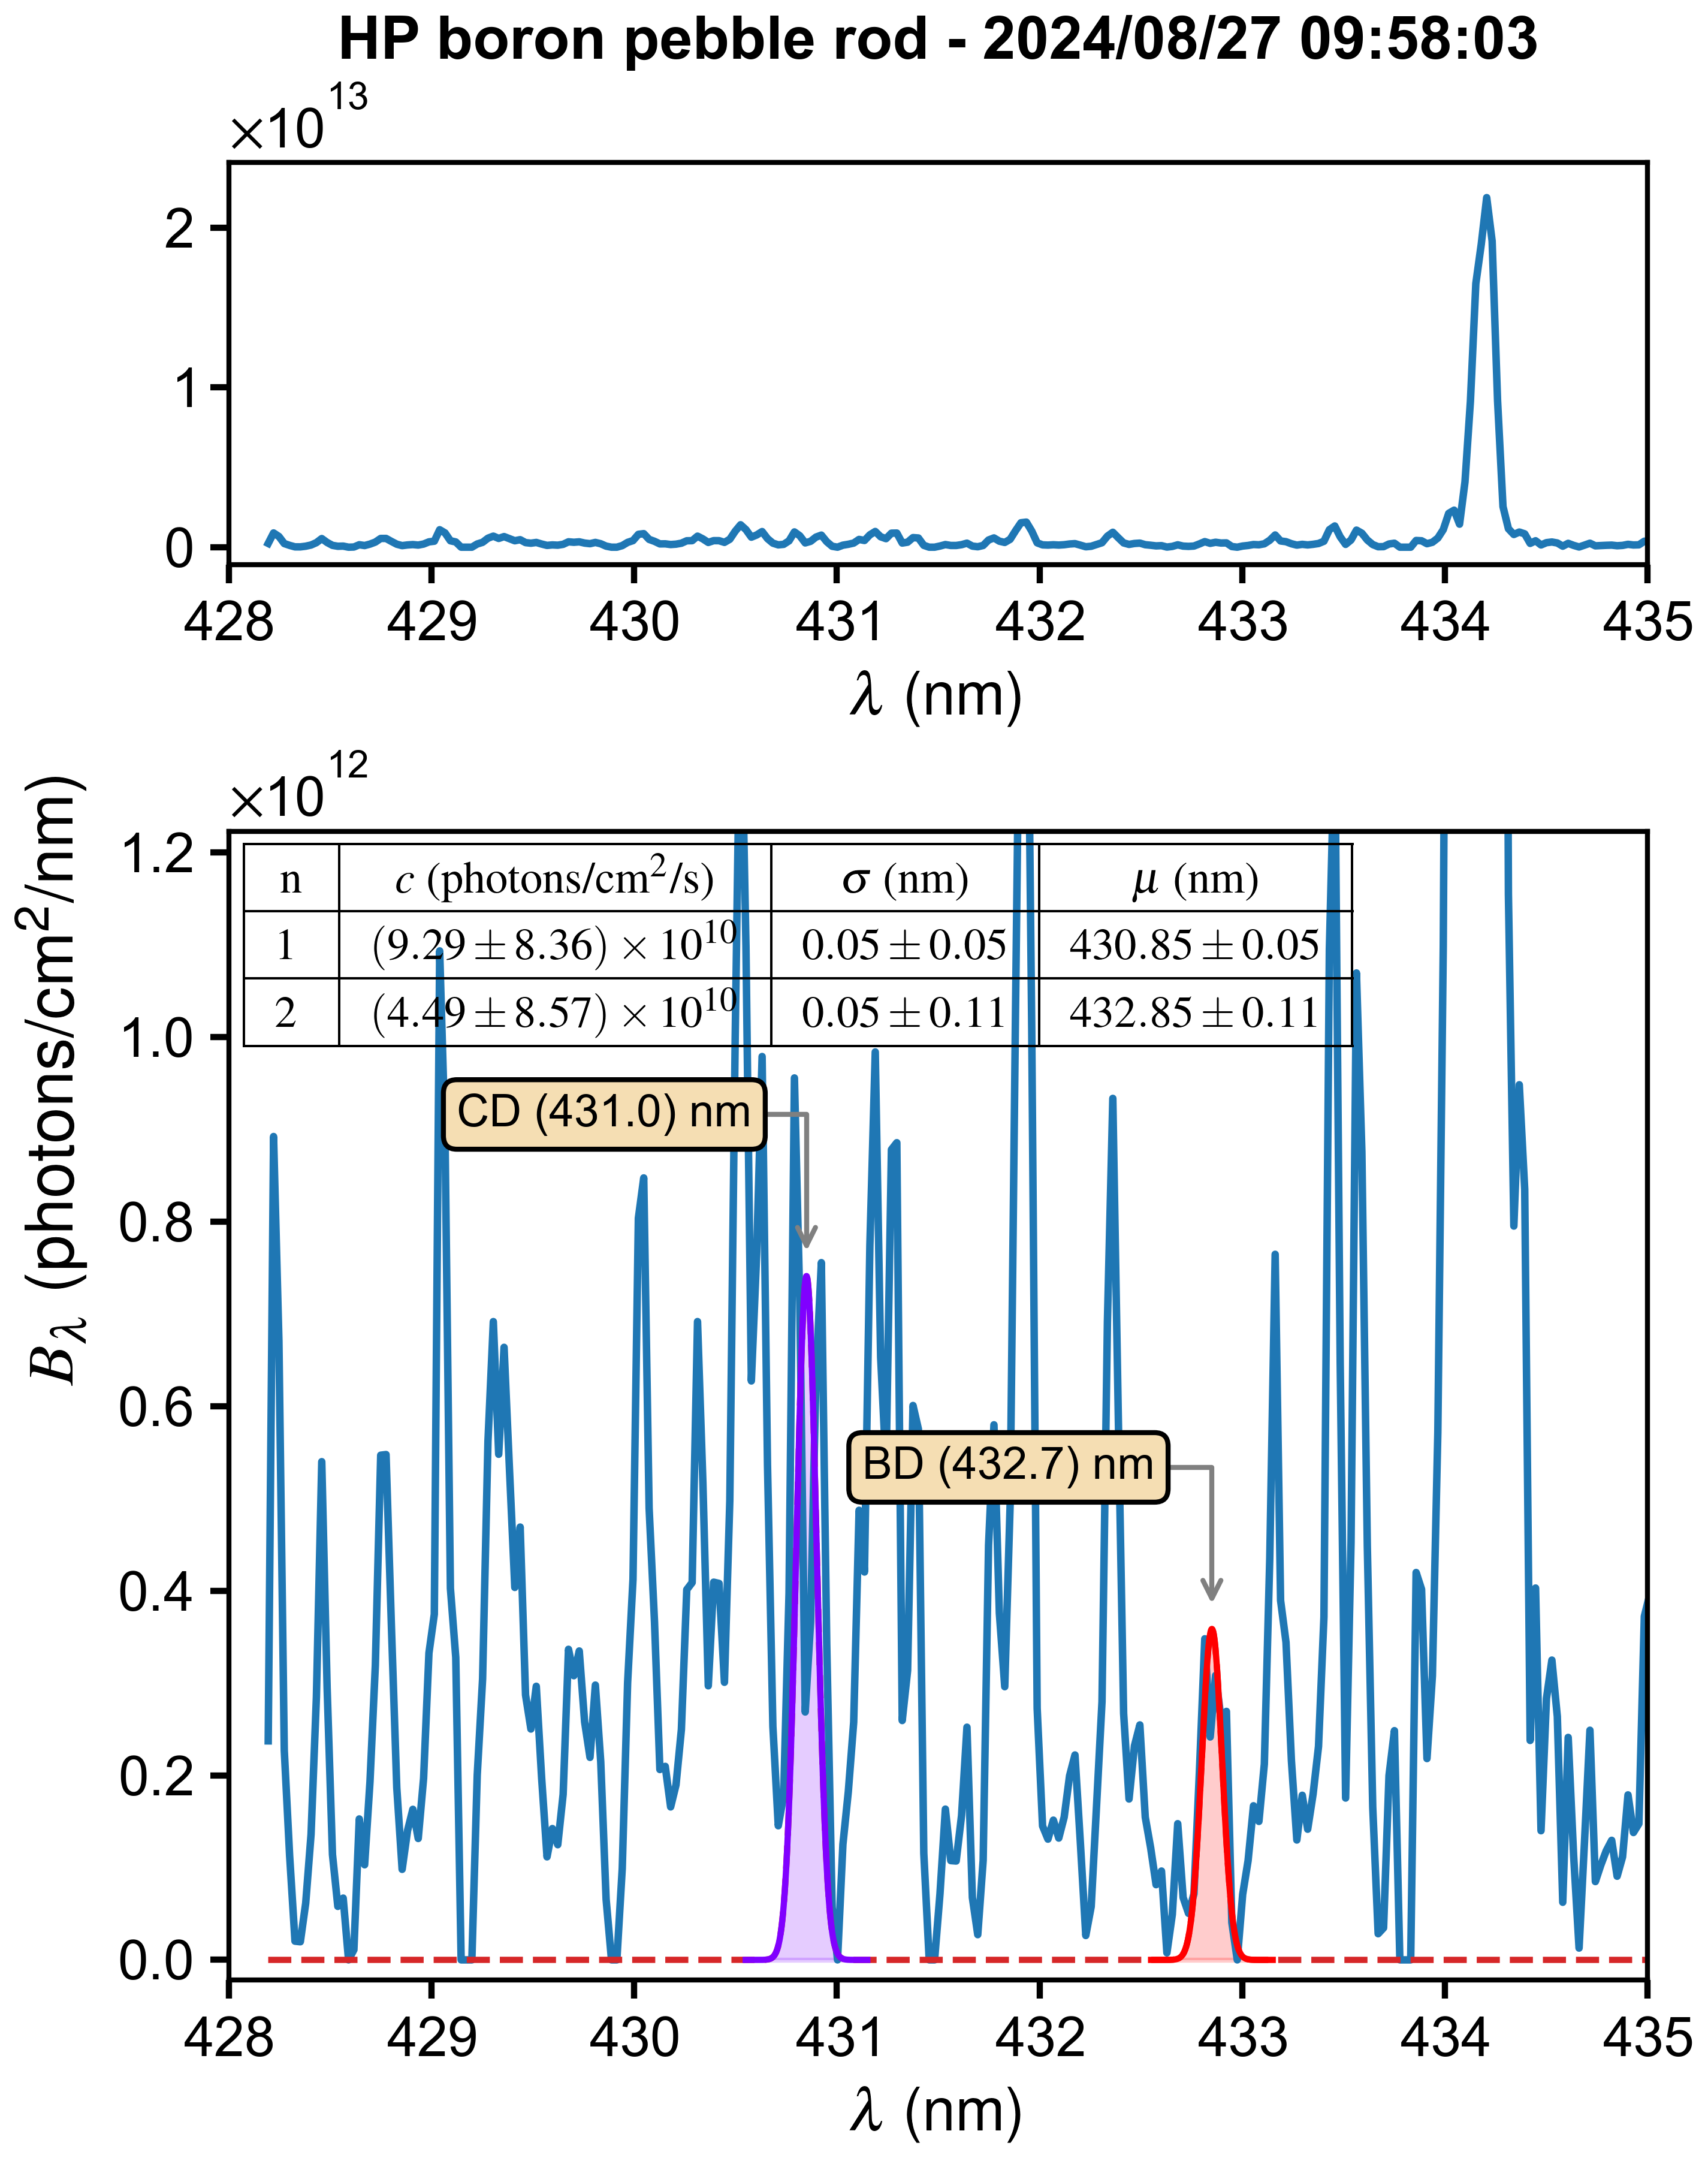 HP boron pebble rod - 2024/08/27 09:58:03
×10^13
2
1
0
428 429 430 431 432 433 434 435
λ (nm)
×10^12
B_λ (photons/cm²/nm)
1.2
1.0
0.8
0.6
0.4
0.2
0.0
n c (photons/cm²/s) σ (nm) μ (nm)
1 (9.29 ± 8.36) × 10^10 0.05 ± 0.05 430.85 ± 0.05
2 (4.49 ± 8.57) × 10^10 0.05 ± 0.11 432.85 ± 0.11
CD (431.0) nm
BD (432.7) nm
428 429 430 431 432 433 434 435
λ (nm)